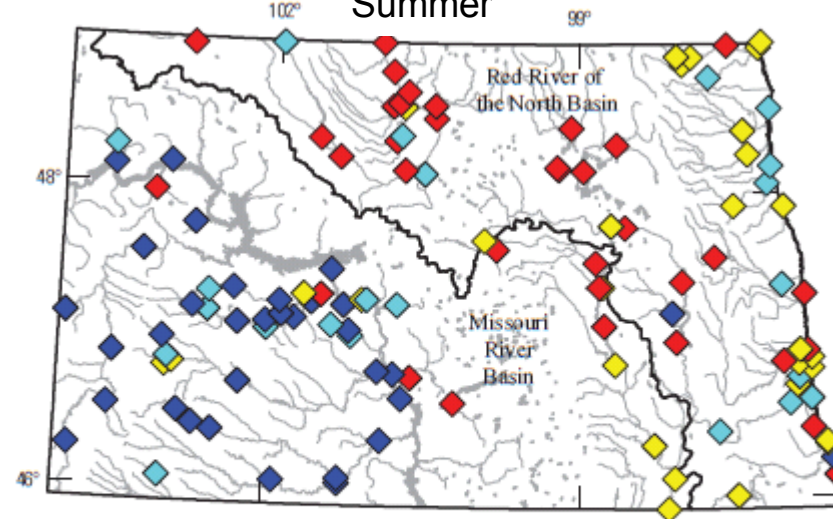 Summer
102°
99°
Red River of
the North Basin
48°
Missouri
River
Basin
46°